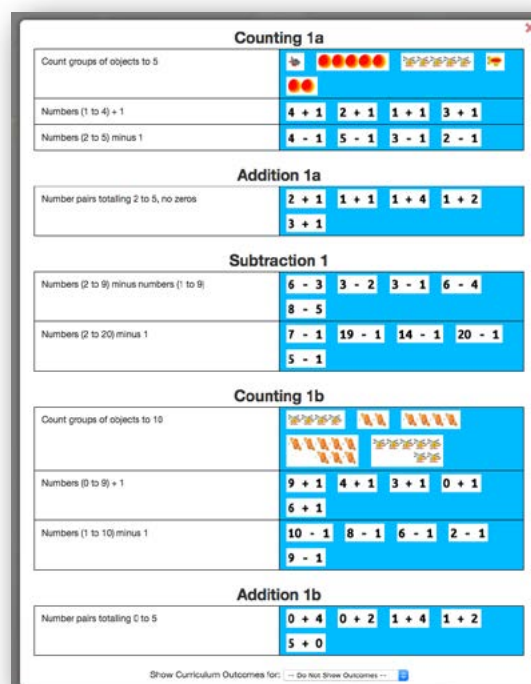 Counting 1a
Count groups of objects to 5
Numbers (1 to 4) + 1
4 + 1 2 + 1 1 + 1 3 + 1
Numbers (2 to 5) minus 1
4 - 1 5 - 1 3 - 1 2 - 1
Addition 1a
Number pairs totalling 2 to 5, no zeros
2 + 1 1 + 1 1 + 4 1 + 2
3 + 1
Subtraction 1
Numbers (2 to 9) minus numbers (1 to 9)
6 - 3 3 - 2 3 - 1 6 - 4
8 - 5
Numbers (2 to 20) minus 1
7 - 1 19 - 1 14 - 1 20 - 1
5 - 1
Counting 1b
Count groups of objects to 10
Numbers (0 to 9) + 1
9 + 1 4 + 1 3 + 1 0 + 1
6 + 1
Numbers (1 to 10) minus 1
10 - 1 8 - 1 6 - 1 2 - 1
9 - 1
Addition 1b
Number pairs totalling 0 to 5
0 + 4 0 + 2 1 + 4 1 + 2
5 + 0
Show Curriculum Outcomes for: -- Do Not Show Outcomes --